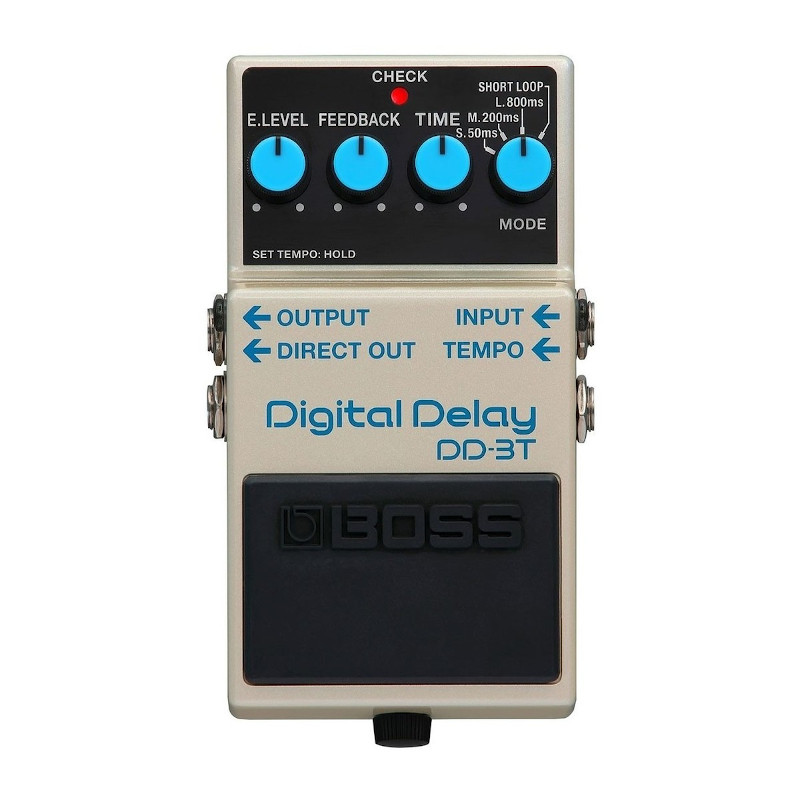 CHECK
SHORT LOOP
L.800ms
E.LEVEL FEEDBACK TIME M.200ms
S.50ms
MODE
SET TEMPO: HOLD
OUTPUT INPUT
DIRECT OUT TEMPO
Digital Delay
DD-3T
BOSS